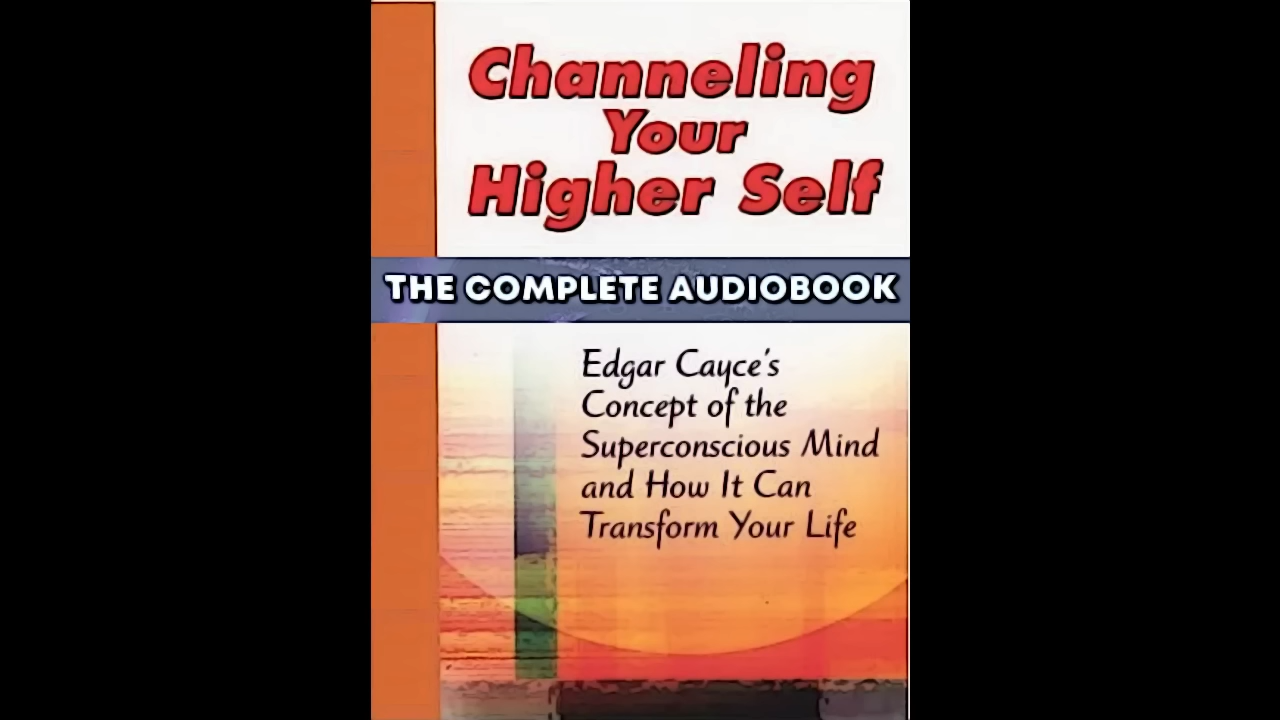 Channeling
Your
Higher Self
THE COMPLETE AUDIOBOOK
Edgar Cayce's
Concept of the
Superconscious Mind
and How It Can
Transform Your Life